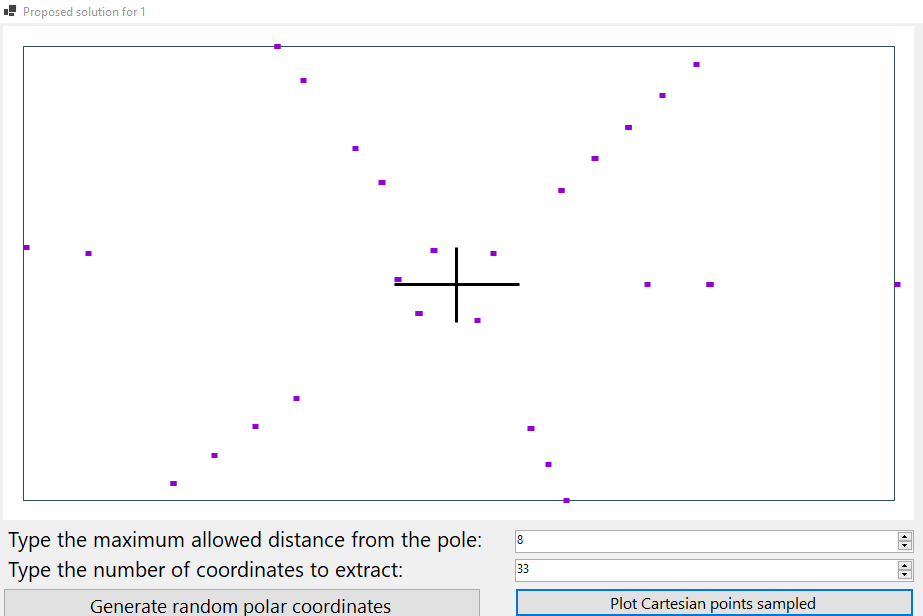 Proposed solution for 1
Type the maximum allowed distance from the pole: 8
Type the number of coordinates to extract: 33
Generate random polar coordinates Plot Cartesian points sampled